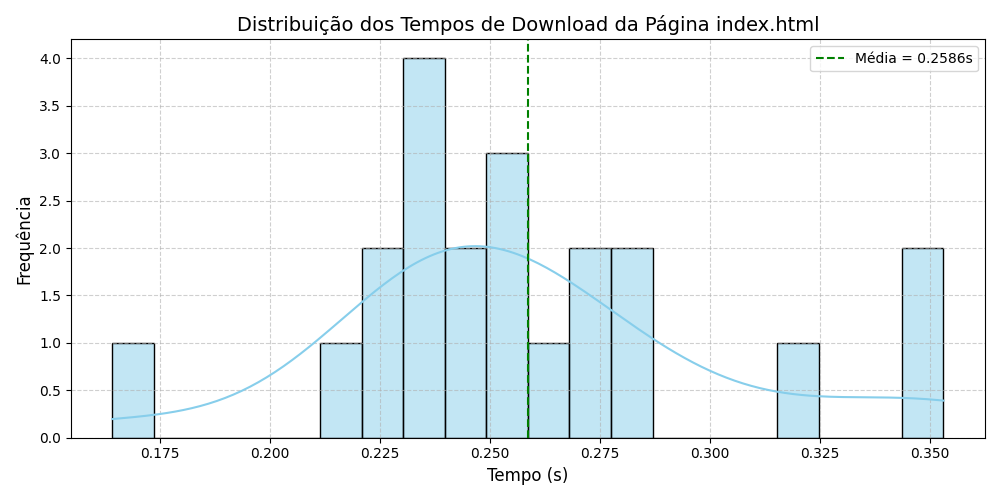 Distribuição dos Tempos de Download da Página index.html
Média = 0.2586s
Frequência
4.0
3.5
3.0
2.5
2.0
1.5
1.0
0.5
0.0
0.175 0.200 0.225 0.250 0.275 0.300 0.325 0.350
Tempo (s)